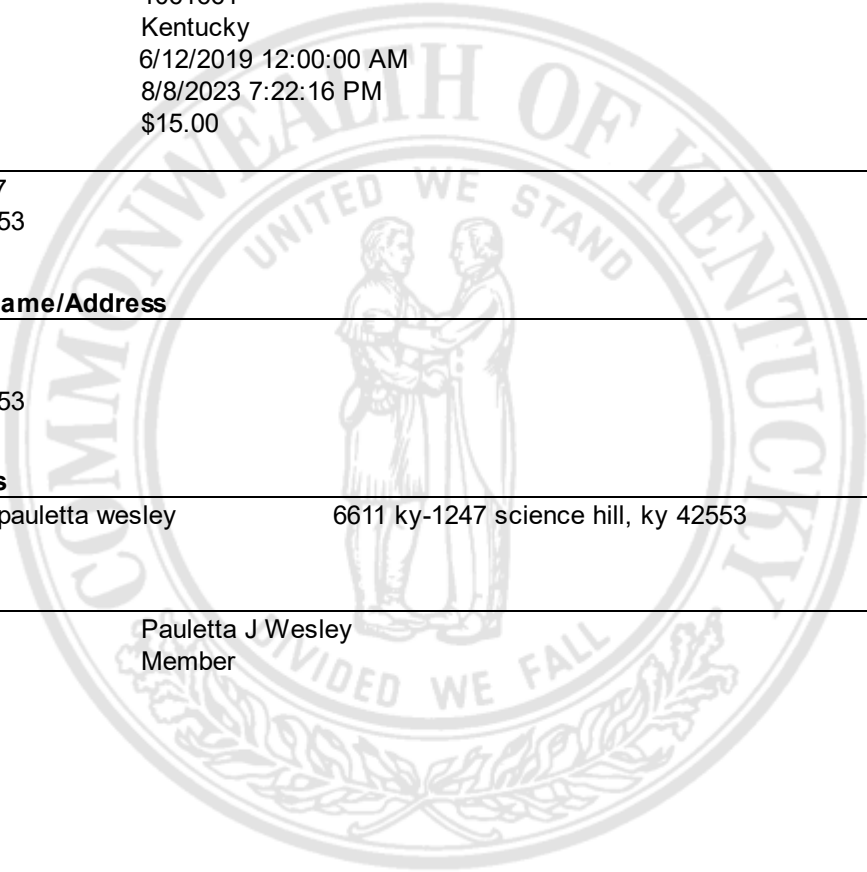 Kentucky
6/12/2019 12:00:00 AM
8/8/2023 7:22:16 PM
$15.00
7
53
ame/Address
53
s
pauletta wesley 6611 ky-1247 science hill, ky 42553
Pauletta J Wesley
Member
COMMONWEALTH OF KENTUCKY
UNITED WE STAND
DIVIDED WE FALL